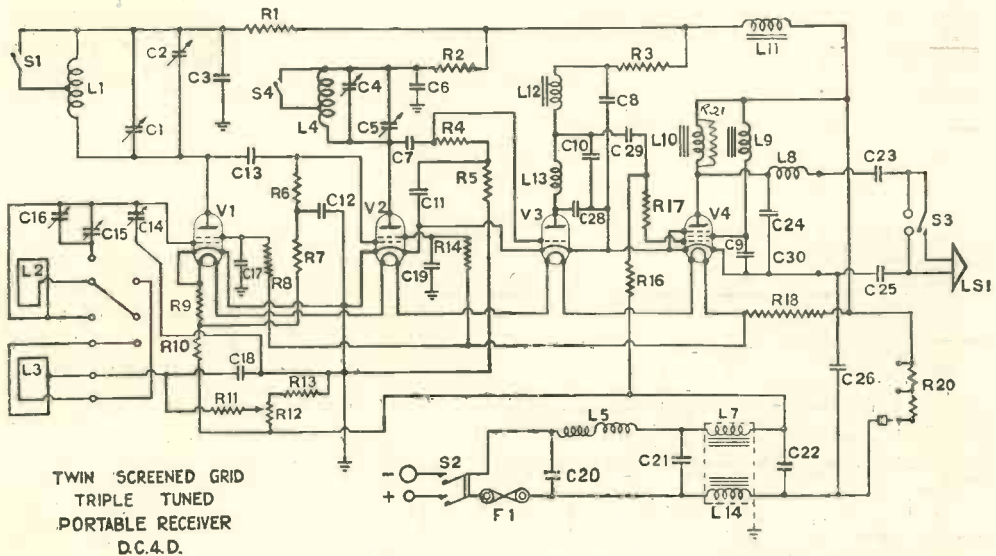 R1
L11
S1
C2
L1
C3
C1
S4
L4
C4
C5
C6
R2
L12
R3
C8
C7
R4
R5
C10
C29
L10
R.21
L9
L8
C23
C13
R6
C12
C11
L13
C28
V3
R17
V4
C24
S3
C16
C15
C14
V1
C17
R8
R7
V2
C19
R14
R16
C9
C30
C25
LS1
L2
R9
R10
R18
C26
R20
L3
C18
R11
R12
R13
L5
L7
S2
C20
C21
C22
F1
L14
-
+
TWIN SCREENED GRID
TRIPLE TUNED
PORTABLE RECEIVER
D.C.4.D.